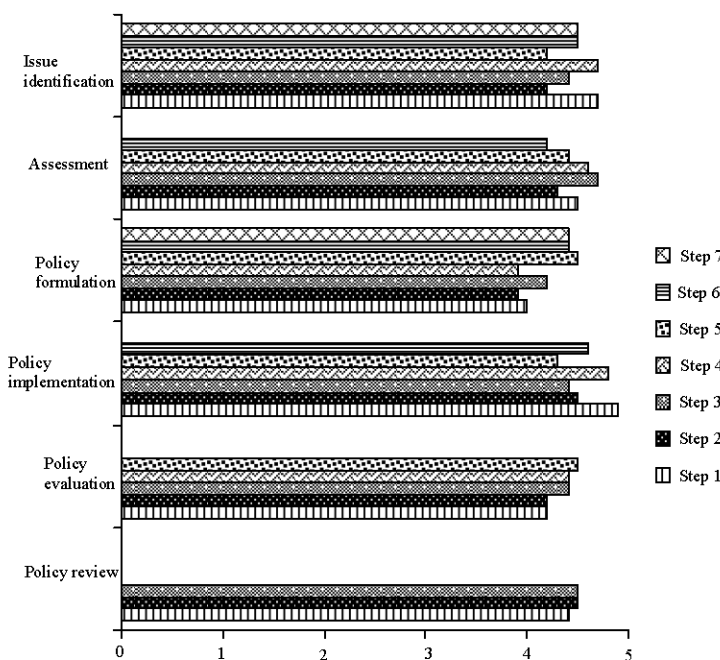 Issue
identification
Assessment
Policy
formulation
Policy
implementation
Policy
evaluation
Policy review
0 1 2 3 4 5
Step 7
Step 6
Step 5
Step 4
Step 3
Step 2
Step 1